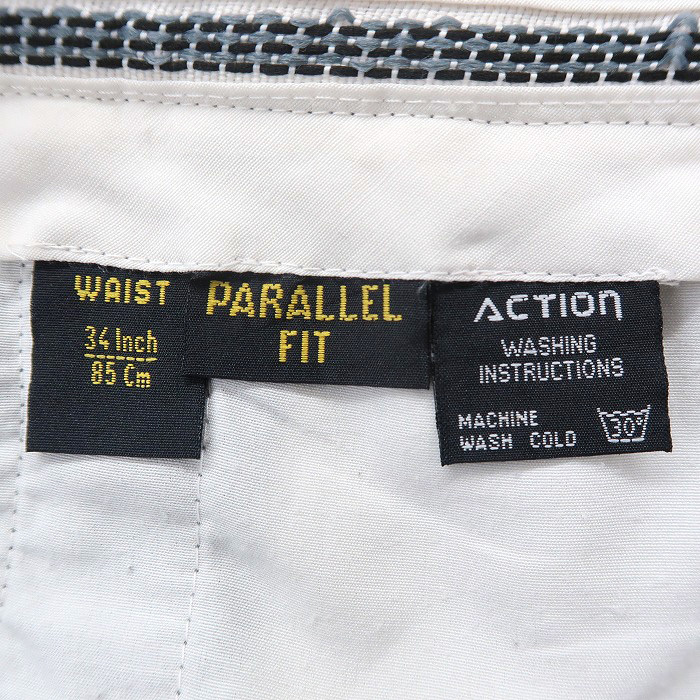 WAIST
34 Inch
85 Cm
PARALLEL
FIT
ACTION
WASHING
INSTRUCTIONS
MACHINE
WASH COLD
30°